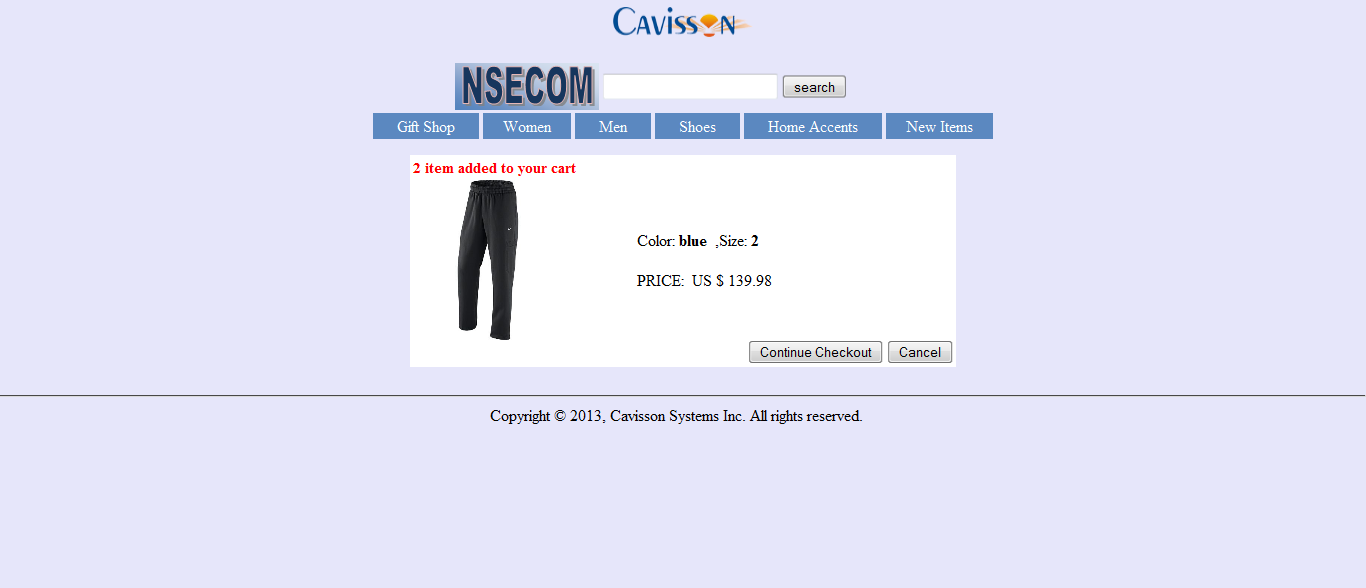 CAVISSON
NSECOM search
Gift Shop Women Men Shoes Home Accents New Items
2 item added to your cart
Color: blue ,Size: 2
PRICE: US $ 139.98
Continue Checkout Cancel
Copyright © 2013, Cavisson Systems Inc. All rights reserved.